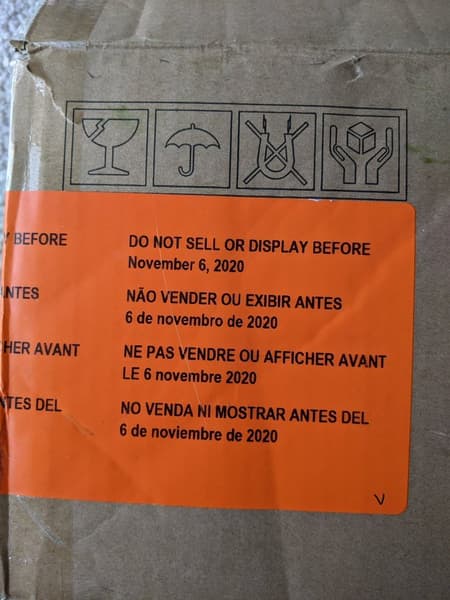 BEFORE DO NOT SELL OR DISPLAY BEFORE
November 6, 2020
NTES NÃO VENDER OU EXIBIR ANTES
6 de novembro de 2020
HER AVANT NE PAS VENDRE OU AFFICHER AVANT
LE 6 novembre 2020
NTES DEL NO VENDA NI MOSTRAR ANTES DEL
6 de noviembre de 2020